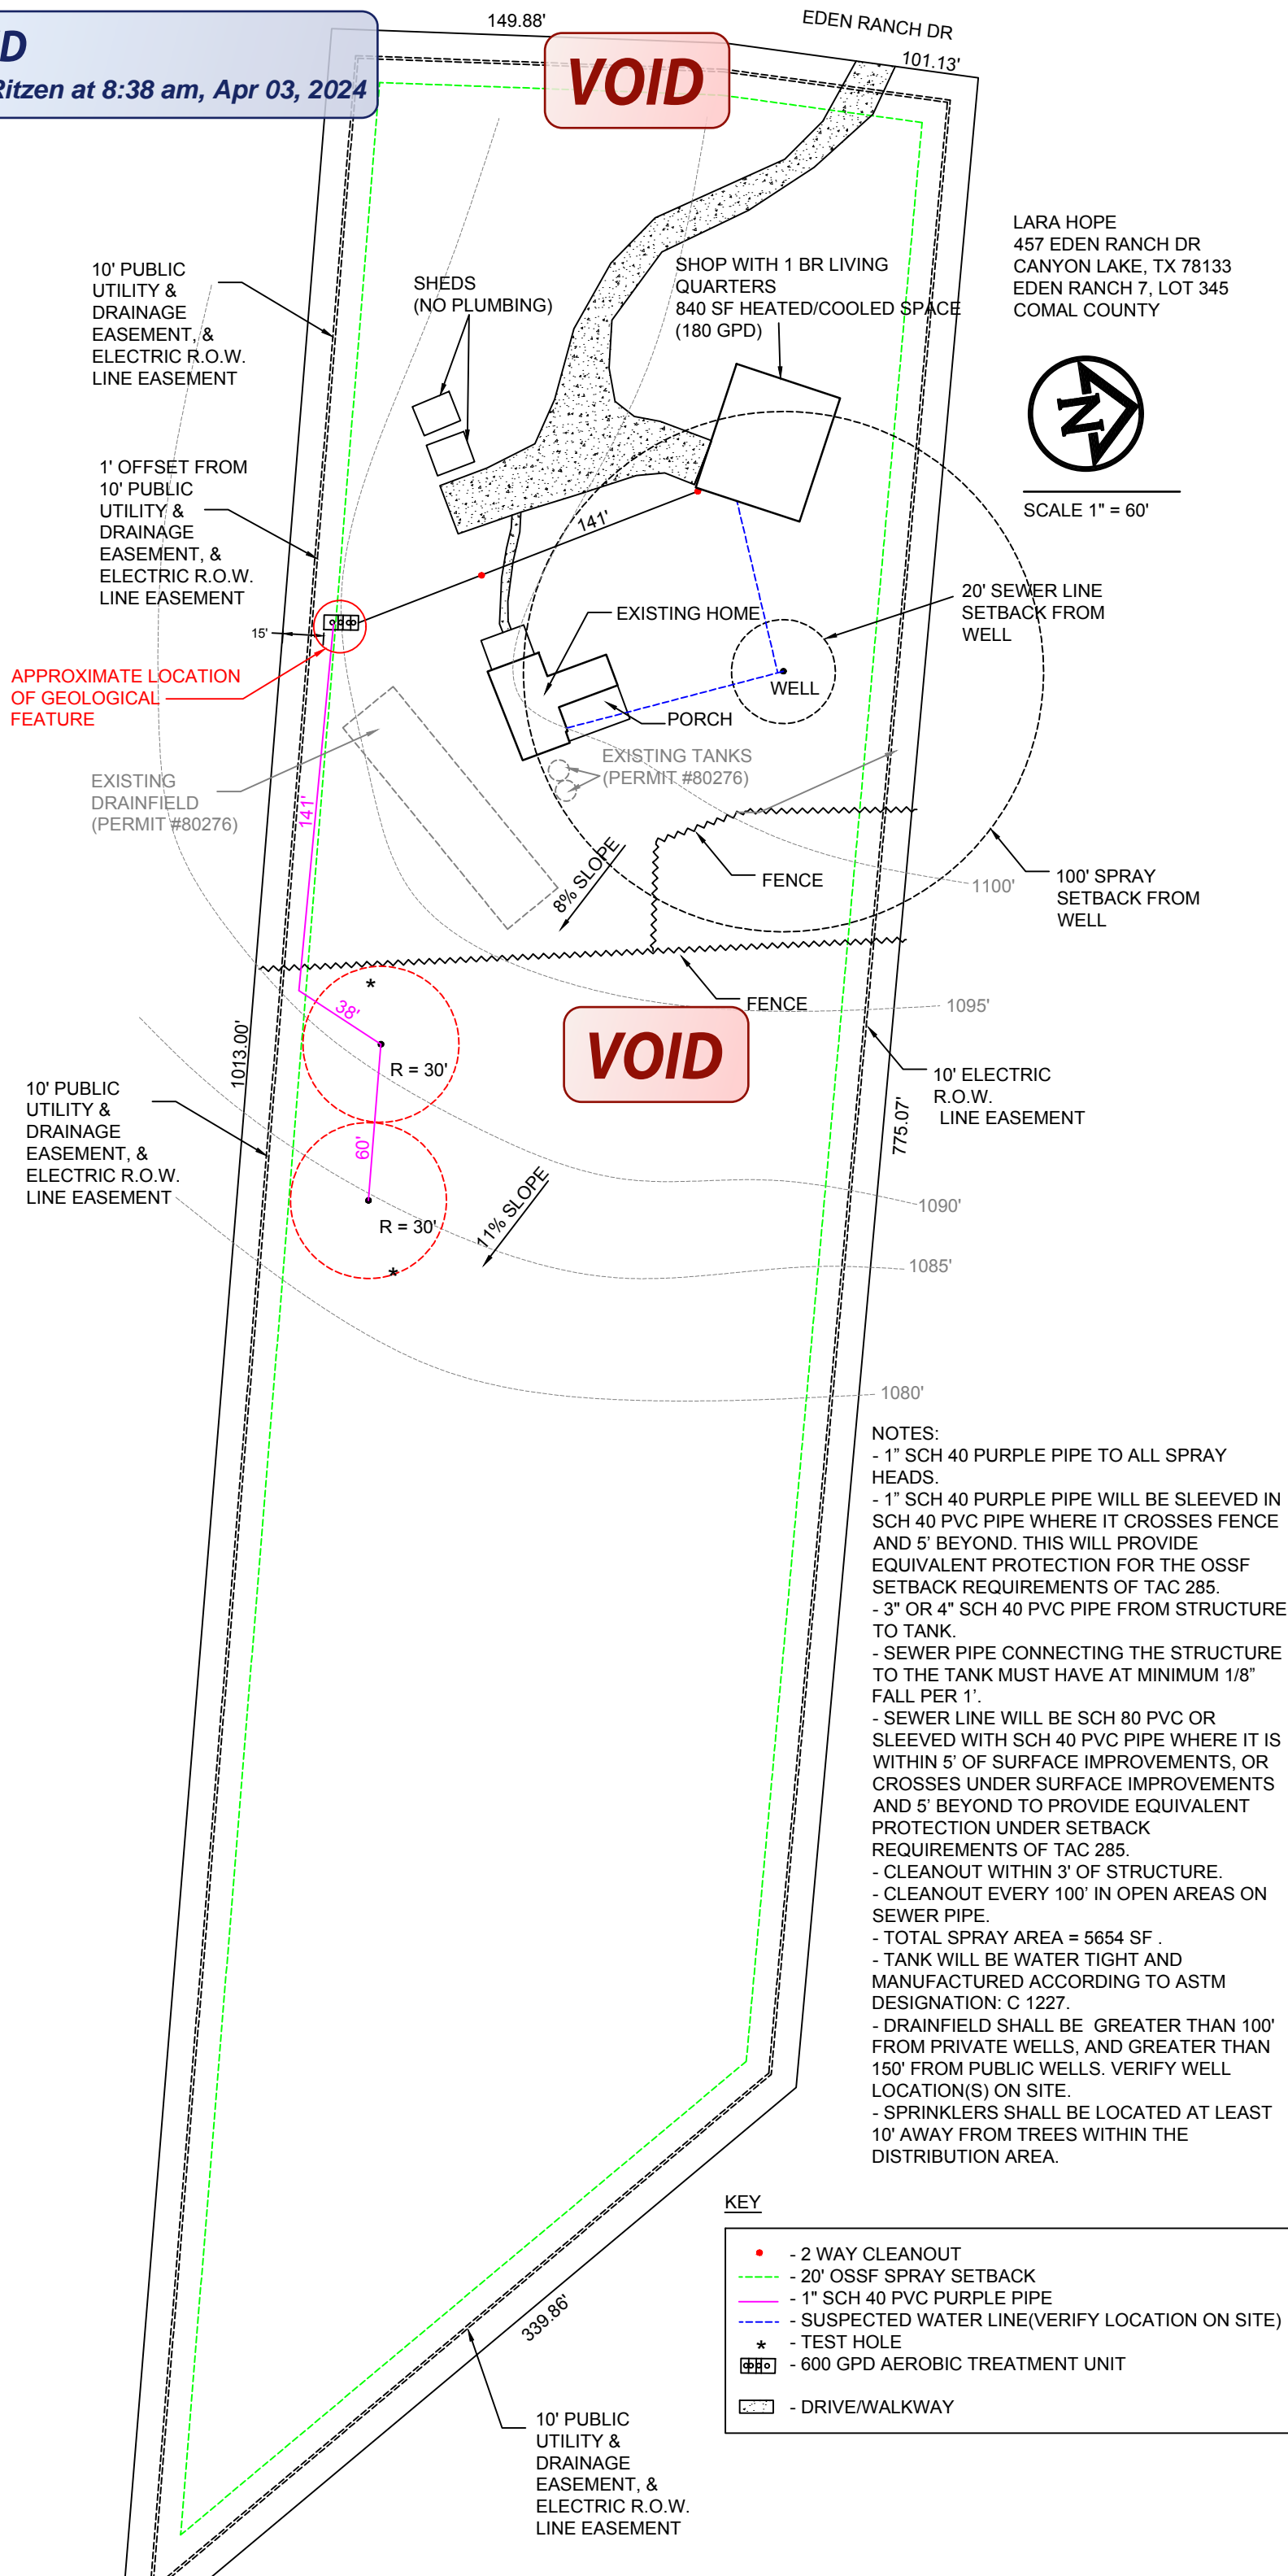 149.88'
EDEN RANCH DR
101.13'
D
Ritzen at 8:38 am, Apr 03, 2024
VOID
LARA HOPE
457 EDEN RANCH DR
CANYON LAKE, TX 78133
EDEN RANCH 7, LOT 345
COMAL COUNTY
N
SCALE 1" = 60'
10' PUBLIC
UTILITY &
DRAINAGE
EASEMENT, &
ELECTRIC R.O.W.
LINE EASEMENT
SHEDS
(NO PLUMBING)
SHOP WITH 1 BR LIVING
QUARTERS
840 SF HEATED/COOLED SPACE
(180 GPD)
1' OFFSET FROM
10' PUBLIC
UTILITY &
DRAINAGE
EASEMENT, &
ELECTRIC R.O.W.
LINE EASEMENT
141'
20' SEWER LINE
SETBACK FROM
WELL
EXISTING HOME
15'
WELL
PORCH
APPROXIMATE LOCATION
OF GEOLOGICAL
FEATURE
EXISTING TANKS
(PERMIT #80276)
EXISTING
DRAINFIELD
(PERMIT #80276)
141'
8% SLOPE
FENCE
1100'
100' SPRAY
SETBACK FROM
WELL
FENCE
1095'
38'
R = 30'
VOID
1013.00'
10' ELECTRIC
R.O.W.
LINE EASEMENT
775.07'
10' PUBLIC
UTILITY &
DRAINAGE
EASEMENT, &
ELECTRIC R.O.W.
LINE EASEMENT
60'
R = 30'
11% SLOPE
1090'
1085'
1080'
NOTES:
- 1” SCH 40 PURPLE PIPE TO ALL SPRAY
HEADS.
- 1” SCH 40 PURPLE PIPE WILL BE SLEEVED IN
SCH 40 PVC PIPE WHERE IT CROSSES FENCE
AND 5’ BEYOND. THIS WILL PROVIDE
EQUIVALENT PROTECTION FOR THE OSSF
SETBACK REQUIREMENTS OF TAC 285.
- 3" OR 4" SCH 40 PVC PIPE FROM STRUCTURE
TO TANK.
- SEWER PIPE CONNECTING THE STRUCTURE
TO THE TANK MUST HAVE AT MINIMUM 1/8”
FALL PER 1’.
- SEWER LINE WILL BE SCH 80 PVC OR
SLEEVED WITH SCH 40 PVC PIPE WHERE IT IS
WITHIN 5’ OF SURFACE IMPROVEMENTS, OR
CROSSES UNDER SURFACE IMPROVEMENTS
AND 5’ BEYOND TO PROVIDE EQUIVALENT
PROTECTION UNDER SETBACK
REQUIREMENTS OF TAC 285.
- CLEANOUT WITHIN 3' OF STRUCTURE.
- CLEANOUT EVERY 100’ IN OPEN AREAS ON
SEWER PIPE.
- TOTAL SPRAY AREA = 5654 SF .
- TANK WILL BE WATER TIGHT AND
MANUFACTURED ACCORDING TO ASTM
DESIGNATION: C 1227.
- DRAINFIELD SHALL BE GREATER THAN 100'
FROM PRIVATE WELLS, AND GREATER THAN
150' FROM PUBLIC WELLS. VERIFY WELL
LOCATION(S) ON SITE.
- SPRINKLERS SHALL BE LOCATED AT LEAST
10' AWAY FROM TREES WITHIN THE
DISTRIBUTION AREA.
KEY
- 2 WAY CLEANOUT
- 20' OSSF SPRAY SETBACK
- 1" SCH 40 PVC PURPLE PIPE
- SUSPECTED WATER LINE(VERIFY LOCATION ON SITE)
* - TEST HOLE
- 600 GPD AEROBIC TREATMENT UNIT
- DRIVE/WALKWAY
339.86'
10' PUBLIC
UTILITY &
DRAINAGE
EASEMENT, &
ELECTRIC R.O.W.
LINE EASEMENT